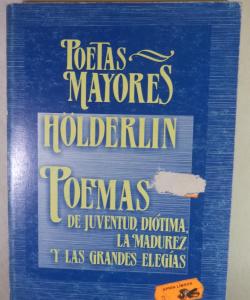 POETAS
MAYORES
HÖLDERLIN
POEMAS
DE JUVENTUD, DIÓTIMA,
LA MADUREZ
Y LAS GRANDES ELEGÍAS